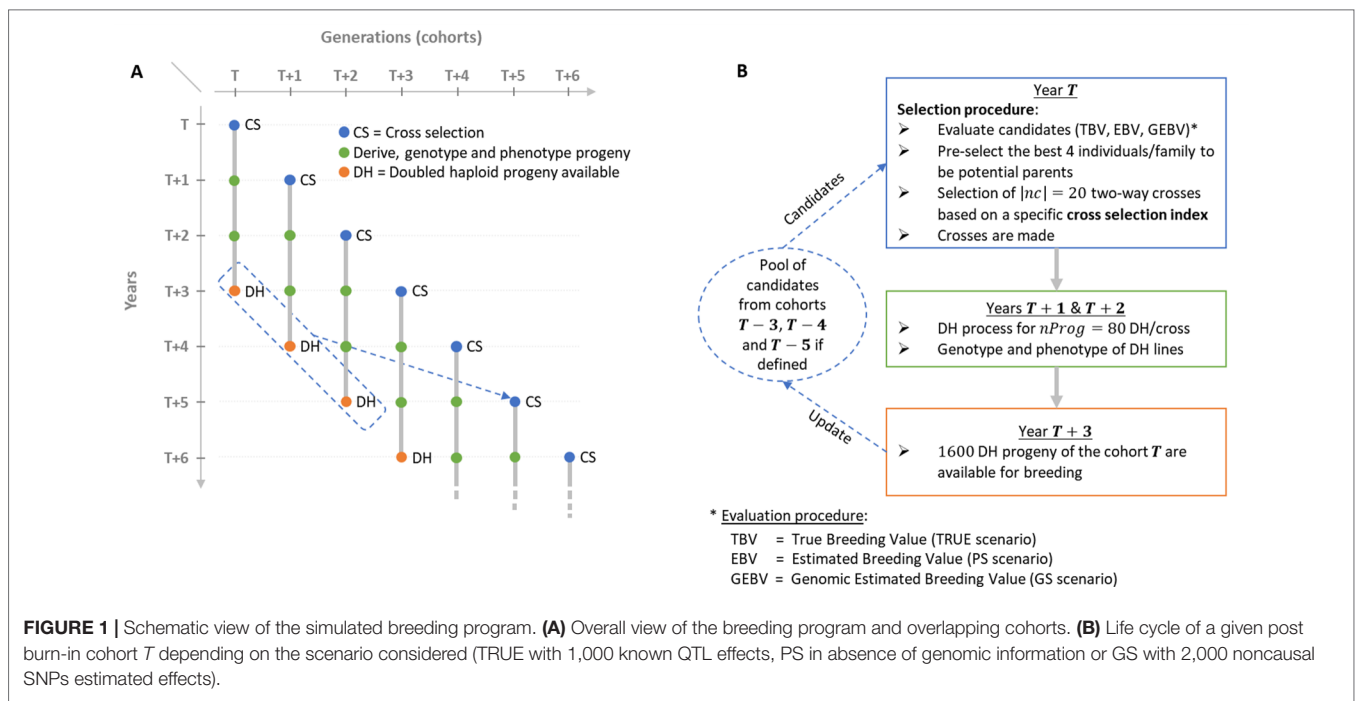 Generations (cohorts)
A
T T+1 T+2 T+3 T+4 T+5 T+6
Years
T
T+1
T+2
T+3
T+4
T+5
T+6
CS
CS
CS
DH
CS
DH
CS
DH
CS
DH
CS
CS = Cross selection
Derive, genotype and phenotype progeny
DH = Doubled haploid progeny available
B
Year T
Selection procedure:
➢ Evaluate candidates (TBV, EBV, GEBV)*
➢ Pre-select the best 4 individuals/family to
be potential parents
➢ Selection of |nc| = 20 two-way crosses
based on a specific cross selection index
➢ Crosses are made
Candidates
Pool of
candidates
from cohorts
T − 3, T − 4
and T − 5 if
defined
Update
Years T + 1 & T + 2
➢ DH process for nProg = 80 DH/cross
➢ Genotype and phenotype of DH lines
Year T + 3
➢ 1600 DH progeny of the cohort T are
available for breeding
* Evaluation procedure:
TBV = True Breeding Value (TRUE scenario)
EBV = Estimated Breeding Value (PS scenario)
GEBV = Genomic Estimated Breeding Value (GS scenario)
FIGURE 1 | Schematic view of the simulated breeding program. (A) Overall view of the breeding program and overlapping cohorts. (B) Life cycle of a given post
burn-in cohort T depending on the scenario considered (TRUE with 1,000 known QTL effects, PS in absence of genomic information or GS with 2,000 noncausal
SNPs estimated effects).